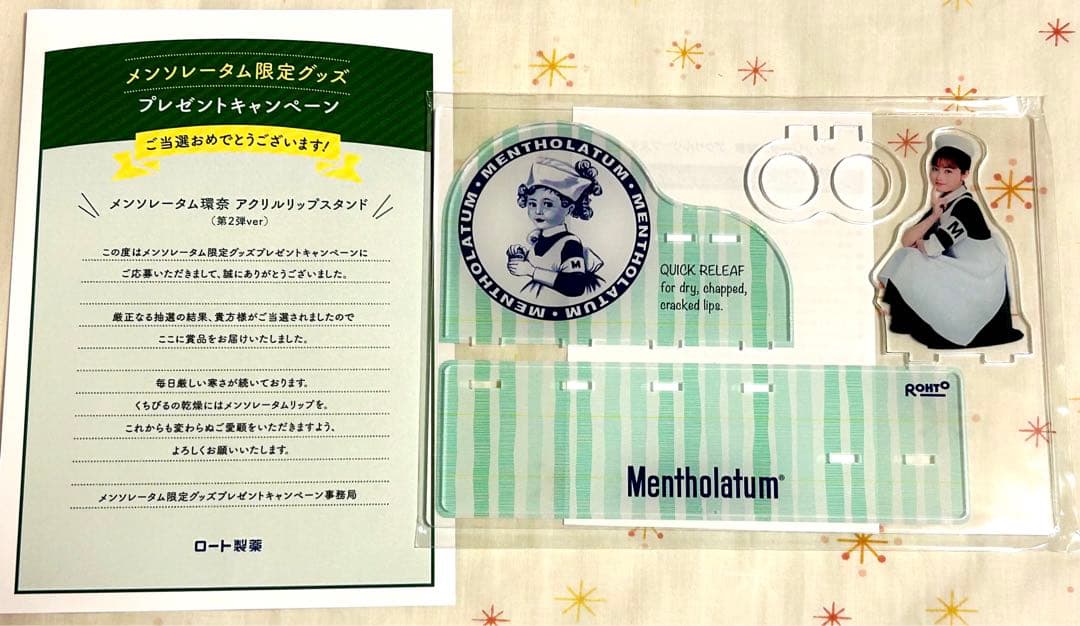 メンソレータム限定グッズ
プレゼントキャンペーン
ご当選おめでとうございます!
メンソレータム環奈 アクリルリップスタンド
(第2弾ver)
この度はメンソレータム限定グッズプレゼントキャンペーンに
ご応募いただきまして、誠にありがとうございました。
厳正なる抽選の結果、貴方様がご当選されましたので
ここに賞品をお届けいたしました。
毎日厳しい寒さが続いております。
くちびるの乾燥にはメンソレータムリップを。
これからも変わらぬご愛顧をいただきますよう、
よろしくお願いいたします。
メンソレータム限定グッズプレゼントキャンペーン事務局
ロート製薬
MENTHOLATUM・MENTHOLATUM・MENTHOLATUM・
M
QUICK RELEAF
for dry, chapped,
cracked lips.
M
ROHTO
Mentholatum®